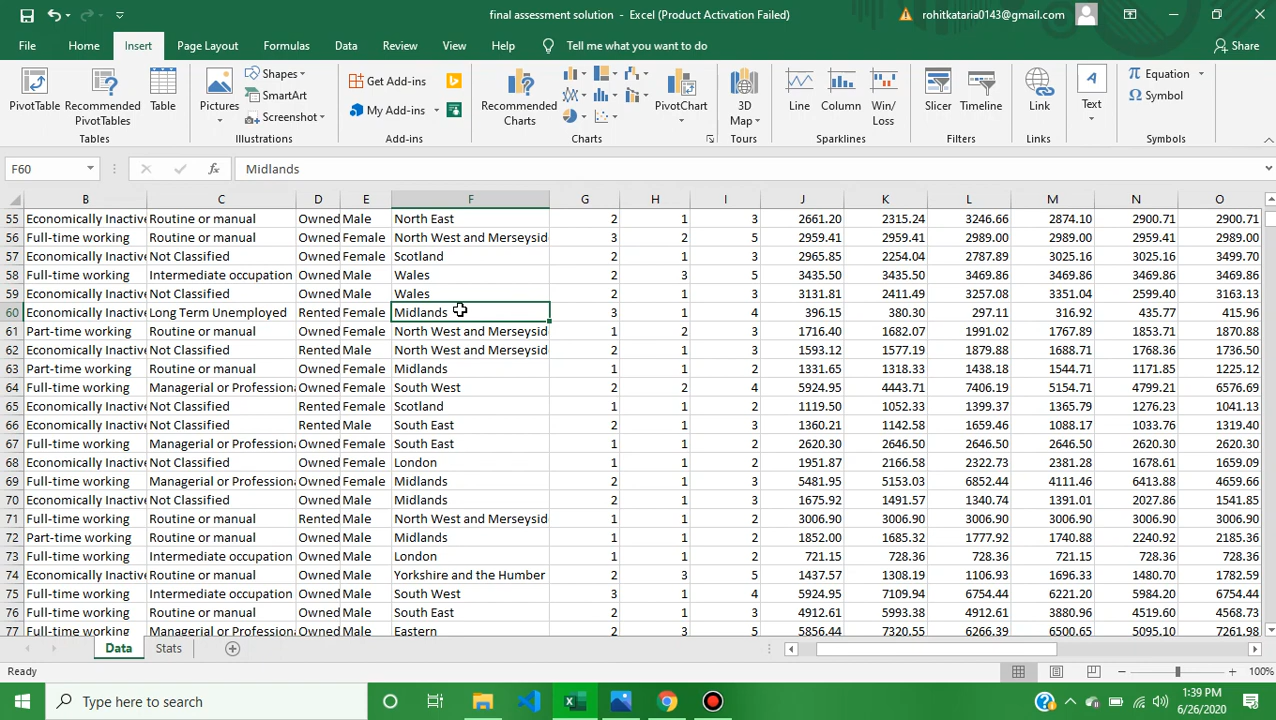 final assessment solution - Excel (Product Activation Failed)
rohitkataria0143@gmail.com
File Home Insert Page Layout Formulas Data Review View Help Tell me what you want to do Share
PivotTable Recommended PivotTables Table Pictures Shapes SmartArt Screenshot Get Add-ins My Add-ins Recommended Charts PivotChart 3D Map Line Column Win/Loss Slicer Timeline Link Text Equation Symbol
Tables Illustrations Add-ins Charts Tours Sparklines Filters Links Symbols
F60 fx Midlands
B C D E F G H I J K L M N O
55 Economically Inactive Routine or manual Owned Male North East 2 1 3 2661.20 2315.24 3246.66 2874.10 2900.71 2900.71
56 Full-time working Routine or manual Owned Female North West and Merseysid 3 2 5 2959.41 2959.41 2989.00 2989.00 2959.41 2989.00
57 Economically Inactive Not Classified Owned Female Scotland 2 1 3 2965.85 2254.04 2787.89 3025.16 3025.16 3499.70
58 Full-time working Intermediate occupation Owned Male Wales 2 3 5 3435.50 3435.50 3469.86 3469.86 3469.86 3469.86
59 Economically Inactive Not Classified Owned Male Wales 2 1 3 3131.81 2411.49 3257.08 3351.04 2599.40 3163.13
60 Economically Inactive Long Term Unemployed Rented Female Midlands 3 1 4 396.15 380.30 297.11 316.92 435.77 415.96
61 Part-time working Routine or manual Owned Female North West and Merseysid 1 2 3 1716.40 1682.07 1991.02 1767.89 1853.71 1870.88
62 Economically Inactive Not Classified Rented Male North West and Merseysid 2 1 3 1593.12 1577.19 1879.88 1688.71 1768.36 1736.50
63 Part-time working Routine or manual Owned Female Midlands 1 1 2 1331.65 1318.33 1438.18 1544.71 1171.85 1225.12
64 Full-time working Managerial or Professiona Owned Female South West 2 2 4 5924.95 4443.71 7406.19 5154.71 4799.21 6576.69
65 Economically Inactive Not Classified Rented Female Scotland 1 1 2 1119.50 1052.33 1399.37 1365.79 1276.23 1041.13
66 Economically Inactive Not Classified Rented Male South East 2 1 3 1360.21 1142.58 1659.46 1088.17 1033.76 1319.40
67 Full-time working Managerial or Professiona Owned Female South East 1 1 2 2620.30 2646.50 2646.50 2646.50 2620.30 2646.50
68 Economically Inactive Not Classified Owned Female London 1 1 2 1951.87 2166.58 2322.73 2381.28 1678.61 1659.09
69 Full-time working Managerial or Professiona Owned Female Midlands 2 1 3 5481.95 5153.03 6852.44 4111.46 6413.88 4659.66
70 Economically Inactive Not Classified Owned Male Midlands 2 1 3 1675.92 1491.57 1340.74 1391.01 2027.86 1541.85
71 Full-time working Routine or manual Rented Male North West and Merseysid 1 1 2 3006.90 3006.90 3006.90 3006.90 3006.90 3006.90
72 Part-time working Routine or manual Owned Male Midlands 1 1 2 1852.00 1685.32 1777.92 1740.88 2240.92 2185.36
73 Full-time working Intermediate occupation Owned Male London 1 1 2 721.15 728.36 728.36 721.15 728.36 728.36
74 Economically Inactive Routine or manual Owned Male Yorkshire and the Humber 2 3 5 1437.57 1308.19 1106.93 1696.33 1480.70 1782.59
75 Full-time working Intermediate occupation Owned Male South West 3 1 4 5924.95 7109.94 6754.44 6221.20 5984.20 6754.44
76 Full-time working Routine or manual Owned Male South East 2 1 3 4912.61 5993.38 4912.61 3880.96 4519.60 4568.73
77 Full-time working Managerial or Professiona Owned Male Eastern 2 3 5 5856.44 7320.55 6266.39 6500.65 5095.10 7261.98
Data Stats
Ready 100%
Type here to search 1:39 PM
6/26/2020